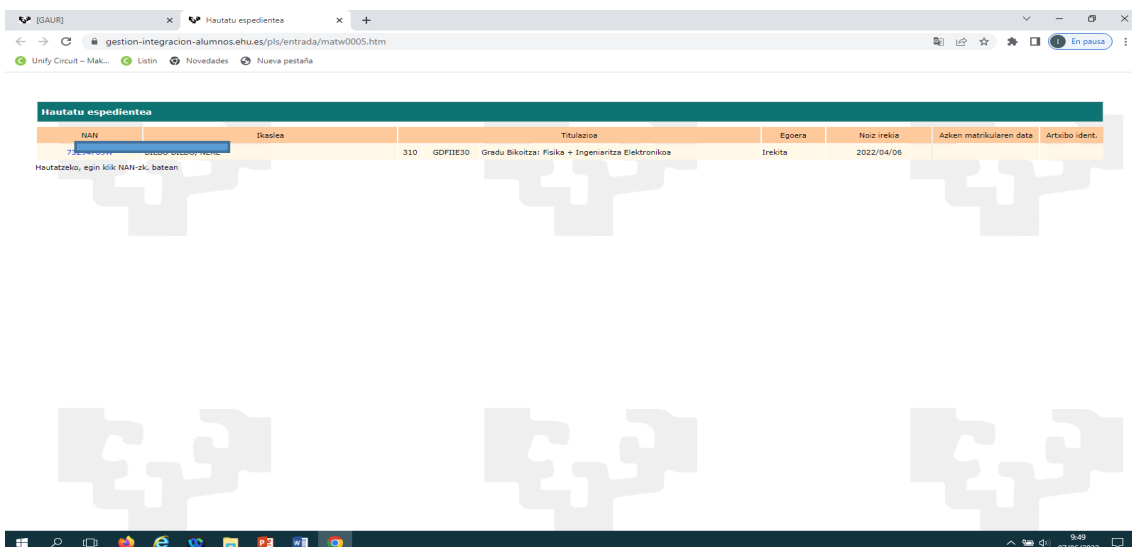 [GAUR] Hautatu espedientea
gestion-integracion-alumnos.ehu.es/pls/entrada/matw0005.htm En pausa
Unify Circuit – Mak... Listin Novedades Nueva pestaña
Hautatu espedientea
NAN Ikaslea Titulazioa Egoera Noiz irekia Azken matrikularen data Artxibo ident.
310 GDFIIE30 Gradu Bikoitza: Fisika + Ingeniaritza Elektronikoa Irekita 2022/04/06
Hautatzeko, egin klik NAN-zk. batean
9:49